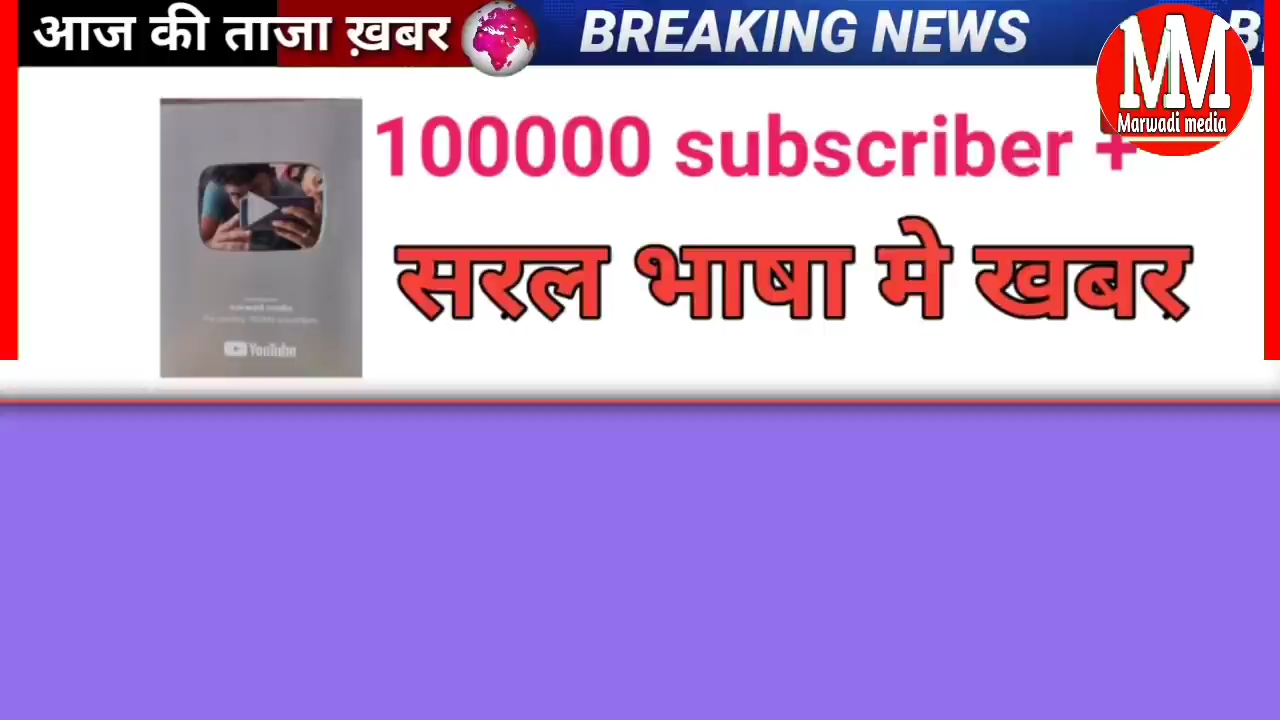 आज की ताजा ख़बर
BREAKING NEWS
MM
Marwadi media
100000 subscriber +
सरल भाषा मे खबर
YouTube